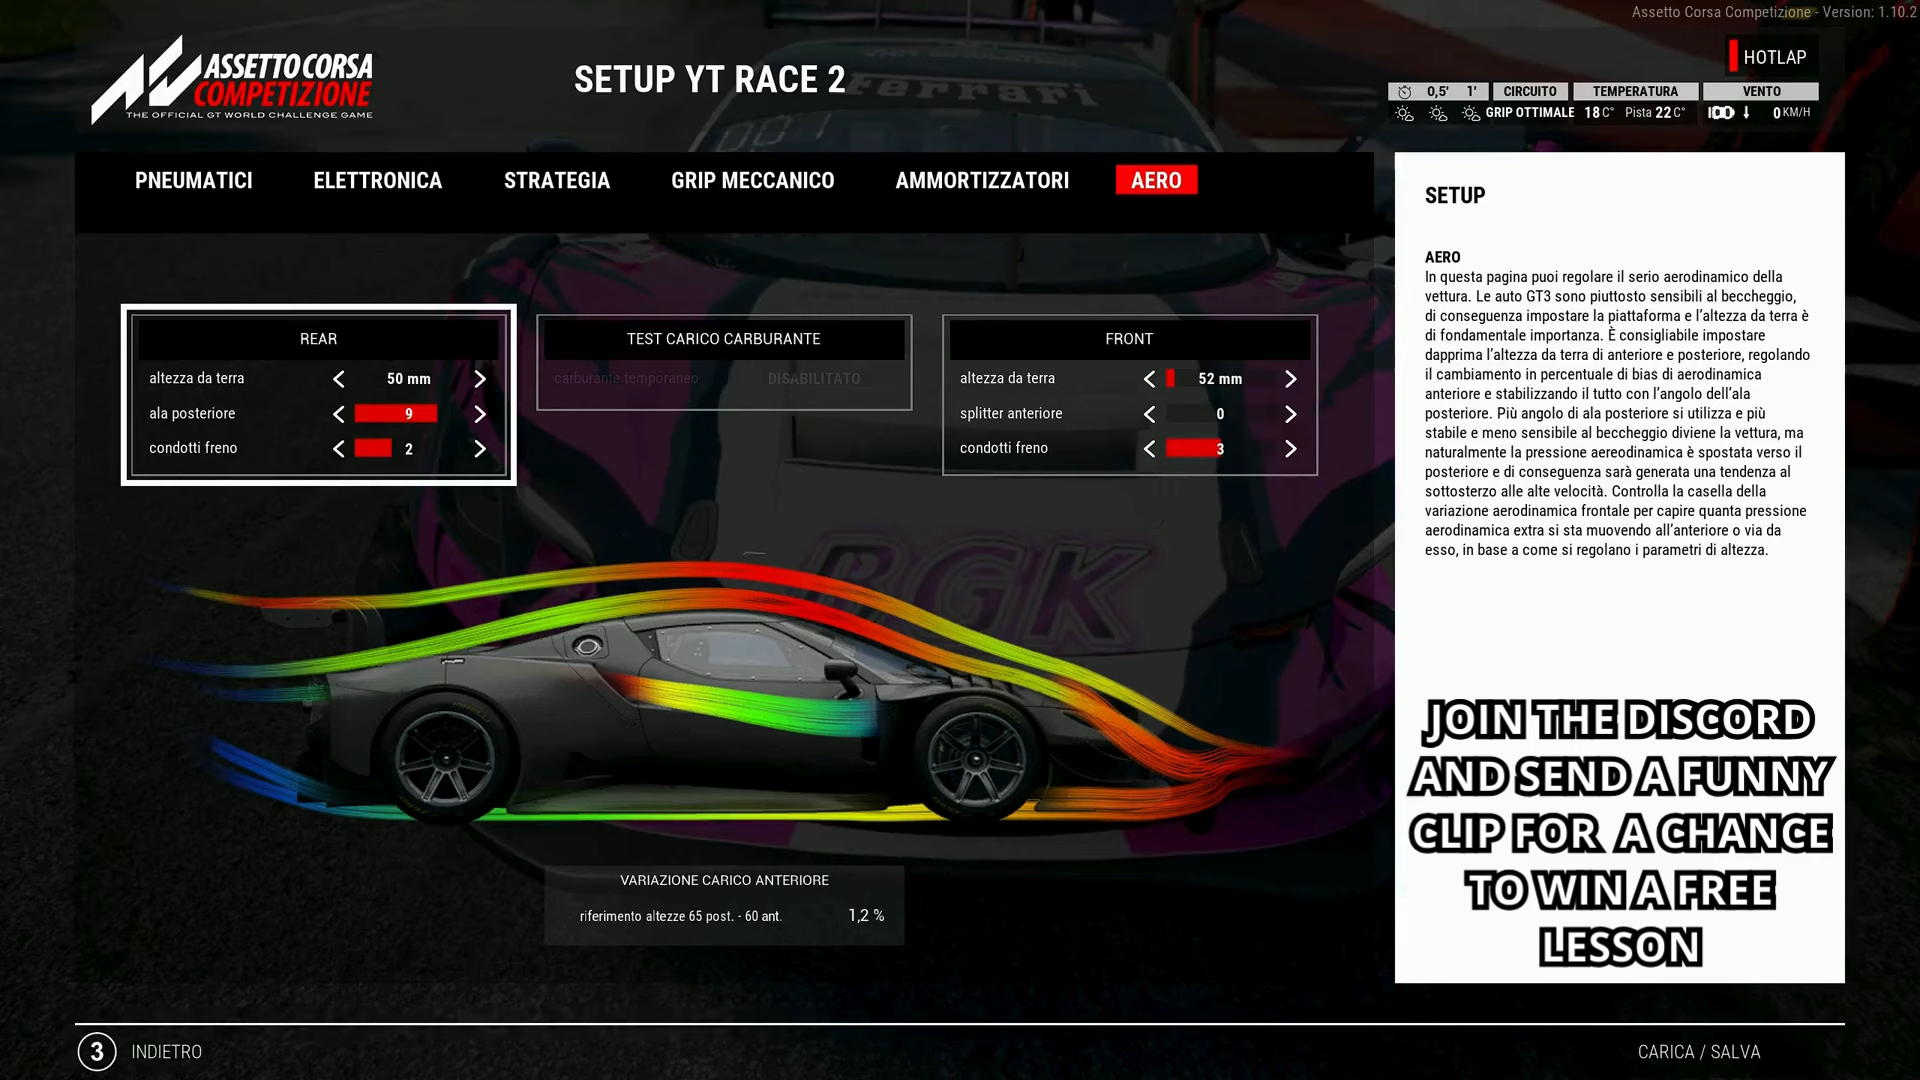 Assetto Corsa Competizione - Version: 1.10.2
ASSETTO CORSA
COMPETIZIONE
THE OFFICIAL GT WORLD CHALLENGE GAME
SETUP YT RACE 2
HOTLAP
0,5' 1' CIRCUITO TEMPERATURA VENTO
GRIP OTTIMALE 18 C° Pista 22 C° 0 KM/H
Ferrari
PNEUMATICI ELETTRONICA STRATEGIA GRIP MECCANICO AMMORTIZZATORI AERO
REAR
altezza da terra 50 mm
ala posteriore 9
condotti freno 2
TEST CARICO CARBURANTE
carburante temporaneo DISABILITATO
FRONT
altezza da terra 52 mm
splitter anteriore 0
condotti freno 3
BGK
VARIAZIONE CARICO ANTERIORE
riferimento altezze 65 post. - 60 ant. 1,2 %
SETUP
AERO
In questa pagina puoi regolare il serio aerodinamico della
vettura. Le auto GT3 sono piuttosto sensibili al beccheggio,
di conseguenza impostare la piattaforma e l'altezza da terra è
di fondamentale importanza. È consigliabile impostare
dapprima l'altezza da terra di anteriore e posteriore, regolando
il cambiamento in percentuale di bias di aerodinamica
anteriore e stabilizzando il tutto con l'angolo dell'ala
posteriore. Più angolo di ala posteriore si utilizza e più
stabile e meno sensibile al beccheggio diviene la vettura, ma
naturalmente la pressione aereodinamica è spostata verso il
posteriore e di conseguenza sarà generata una tendenza al
sottosterzo alle alte velocità. Controlla la casella della
variazione aerodinamica frontale per capire quanta pressione
aerodinamica extra si sta muovendo all'anteriore o via da
esso, in base a come si regolano i parametri di altezza.
JOIN THE DISCORD
AND SEND A FUNNY
CLIP FOR A CHANCE
TO WIN A FREE
LESSON
3 INDIETRO
CARICA / SALVA